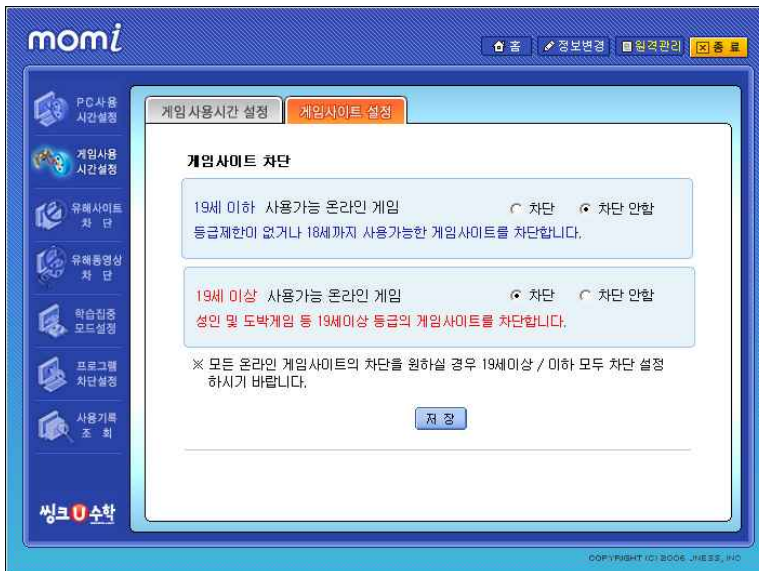 momi
홈 정보변경 원격관리 종료
PC사용
시간설정
게임사용
시간설정
유해사이트
차 단
유해동영상
차 단
학습집중
모드설정
프로그램
차단설정
사용기록
조 회
씽크U수학
게임사용시간 설정 게임사이트 설정
게임사이트 차단
19세 이하 사용가능 온라인 게임 차단 차단 안함
등급제한이 없거나 18세까지 사용가능한 게임사이트를 차단합니다.
19세 이상 사용가능 온라인 게임 차단 차단 안함
성인 및 도박게임 등 19세이상 등급의 게임사이트를 차단합니다.
※ 모든 온라인 게임사이트의 차단을 원하실 경우 19세이상 / 이하 모두 차단 설정
하시기 바랍니다.
저 장
COPYRIGHT (C) 2006 JNESS, INC